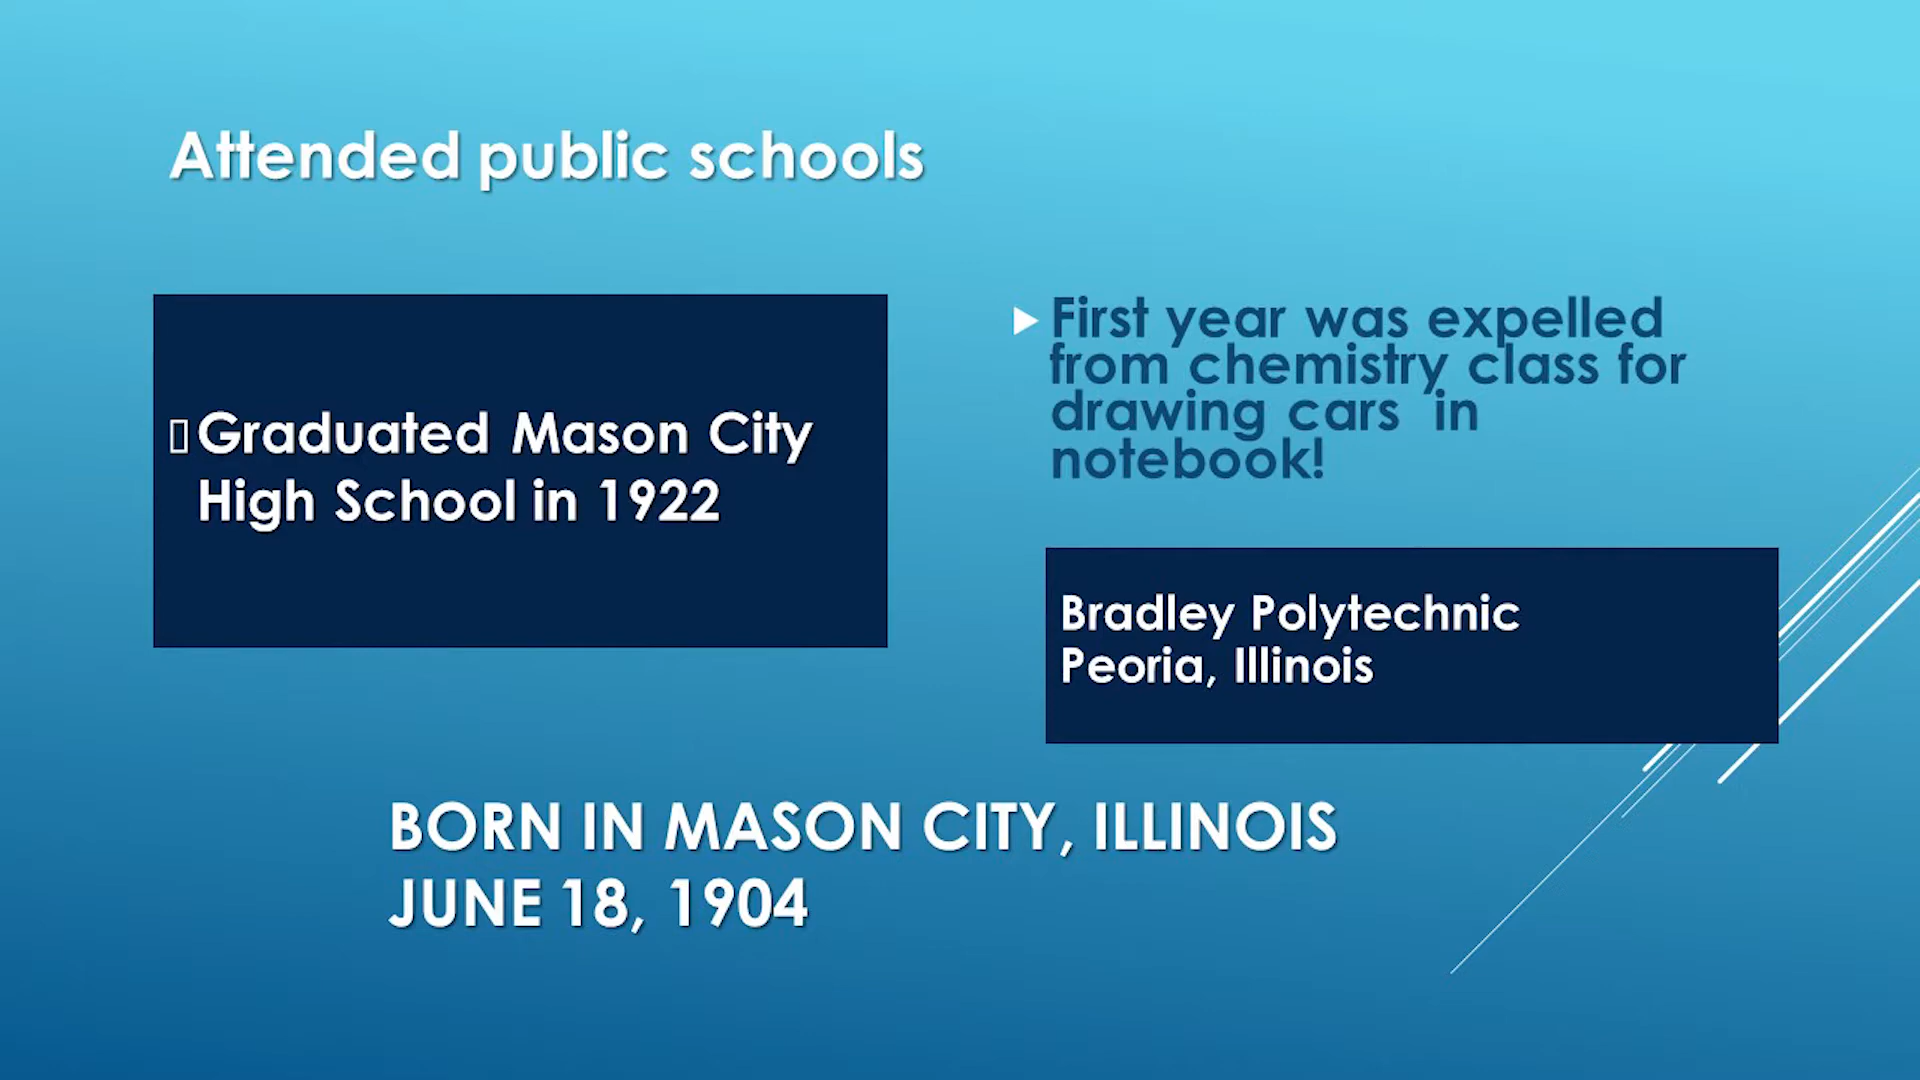 Attended public schools
Graduated Mason City
High School in 1922
First year was expelled
from chemistry class for
drawing cars in
notebook!
Bradley Polytechnic
Peoria, Illinois
BORN IN MASON CITY, ILLINOIS
JUNE 18, 1904